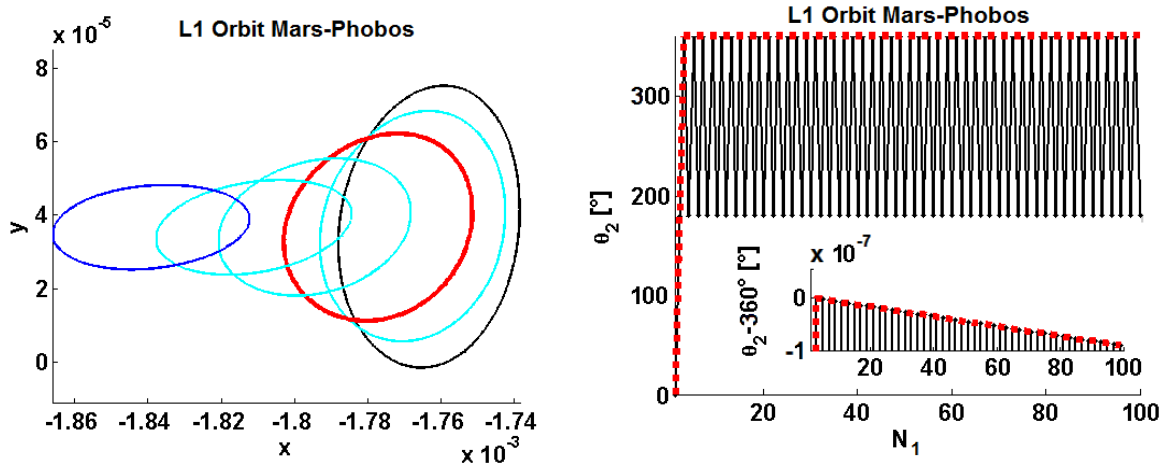 L1 Orbit Mars-Phobos
x 10⁻⁵
8
6
y
4
2
0
-1.86 -1.84 -1.82 -1.8 -1.78 -1.76 -1.74
x
x 10⁻³
L1 Orbit Mars-Phobos
θ₂ [°]
300
200
100
0
20 40 60 80 100
N₁
x 10⁻⁷
θ₂-360° [°]
0
-1
20 40 60 80 100